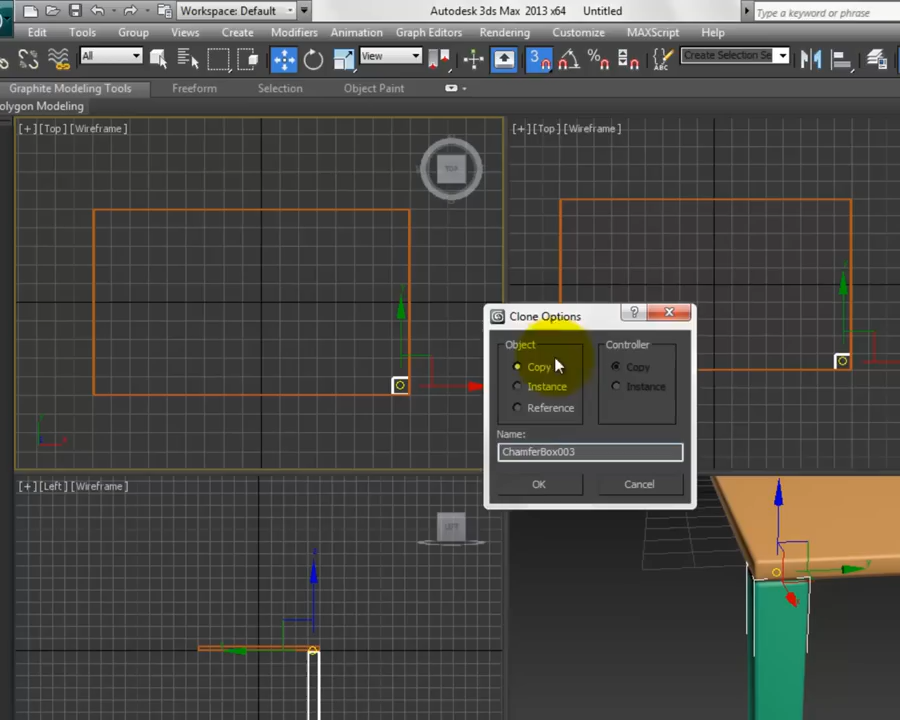 Workspace: Default
Autodesk 3ds Max 2013 x64
Untitled
Type a keyword or phrase
Edit Tools Group Views Create Modifiers Animation Graph Editors Rendering Customize MAXScript Help
All
View
3
Create Selection Se
Graphite Modeling Tools Freeform Selection Object Paint
olygon Modeling
[+] [Top] [Wireframe]
[+] [Top] [Wireframe]
TOP
Clone Options
Object
Controller
Copy
Copy
Instance
Instance
Reference
Name:
ChamferBox003
OK
Cancel
[+] [Left] [Wireframe]
LEFT